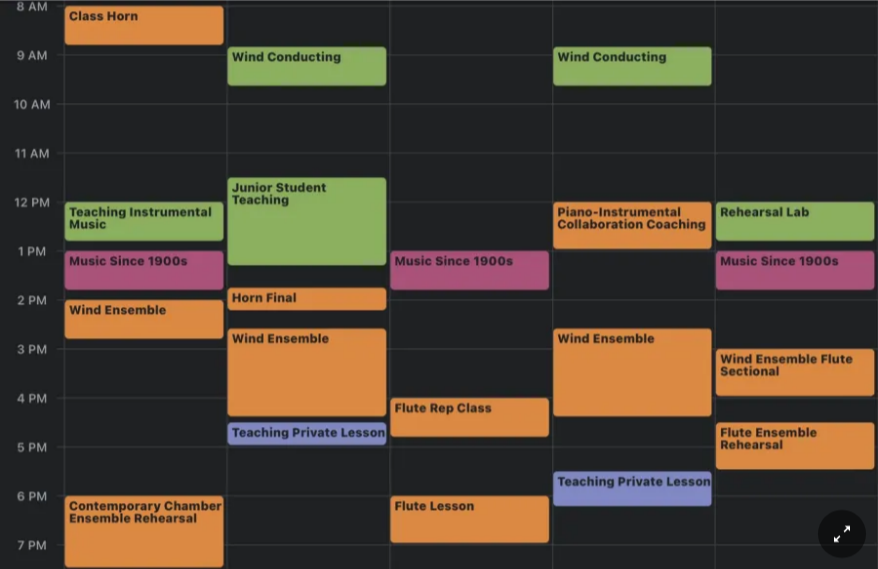 8 AM
Class Horn
9 AM
Wind Conducting
Wind Conducting
10 AM
11 AM
Junior Student
Teaching
12 PM
Teaching Instrumental
Music
Piano-Instrumental
Collaboration Coaching
Rehearsal Lab
1 PM
Music Since 1900s
Music Since 1900s
Music Since 1900s
2 PM
Horn Final
Wind Ensemble
Wind Ensemble
Wind Ensemble
3 PM
Wind Ensemble Flute
Sectional
4 PM
Flute Rep Class
Teaching Private Lesson
Flute Ensemble
Rehearsal
5 PM
Teaching Private Lesson
6 PM
Contemporary Chamber
Ensemble Rehearsal
Flute Lesson
7 PM